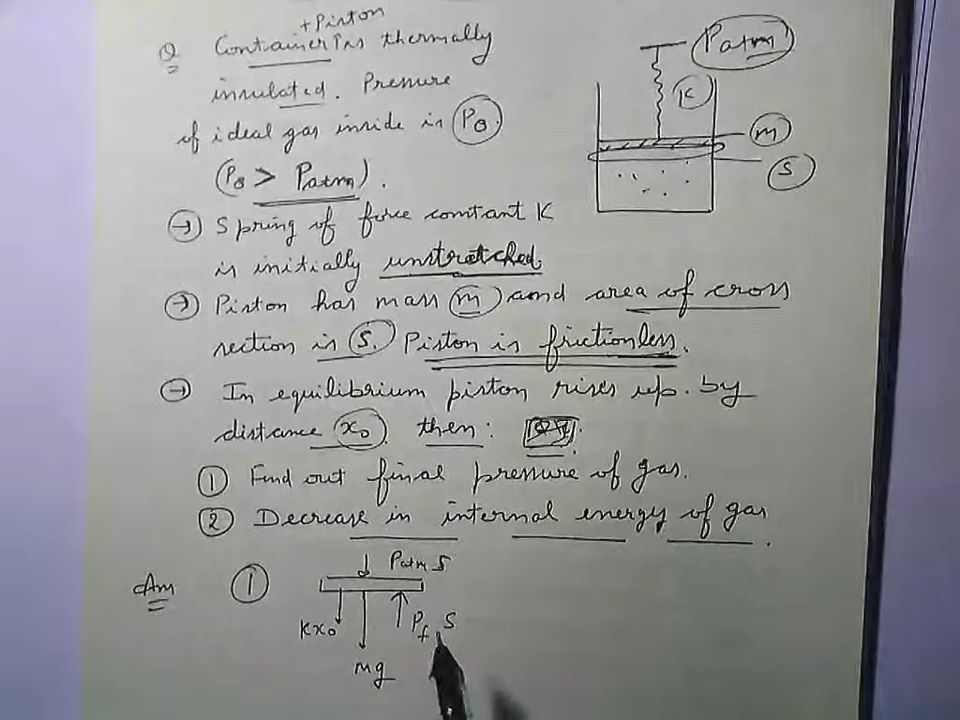 +Piston
Q Container is thermally
insulated. Pressure
of ideal gas inside is P0.
(P0 > Patm).
→ Spring of force constant K
is initially unstretched.
→ Piston has mass m and area of cross
section is S. Piston is frictionless.
→ In equilibrium piston rises up by
distance x0 then:
1 Find out final pressure of gas.
2 Decrease in internal energy of gas.
Patm
K
m
S
Ans 1
Patm S
Kx0
Pf S
mg